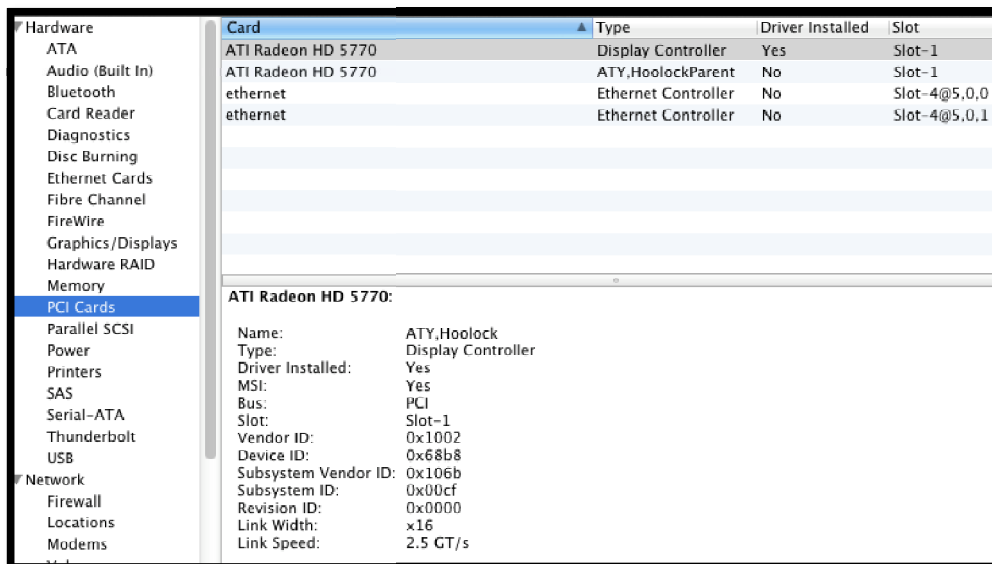 Hardware
ATA
Audio (Built In)
Bluetooth
Card Reader
Diagnostics
Disc Burning
Ethernet Cards
Fibre Channel
FireWire
Graphics/Displays
Hardware RAID
Memory
PCI Cards
Parallel SCSI
Power
Printers
SAS
Serial-ATA
Thunderbolt
USB
Network
Firewall
Locations
Modems
Card Type Driver Installed Slot
ATI Radeon HD 5770 Display Controller Yes Slot-1
ATI Radeon HD 5770 ATY,HoolockParent No Slot-1
ethernet Ethernet Controller No Slot-4@5,0,0
ethernet Ethernet Controller No Slot-4@5,0,1
ATI Radeon HD 5770:
Name: ATY,Hoolock
Type: Display Controller
Driver Installed: Yes
MSI: Yes
Bus: PCI
Slot: Slot-1
Vendor ID: 0x1002
Device ID: 0x68b8
Subsystem Vendor ID: 0x106b
Subsystem ID: 0x00cf
Revision ID: 0x0000
Link Width: x16
Link Speed: 2.5 GT/s